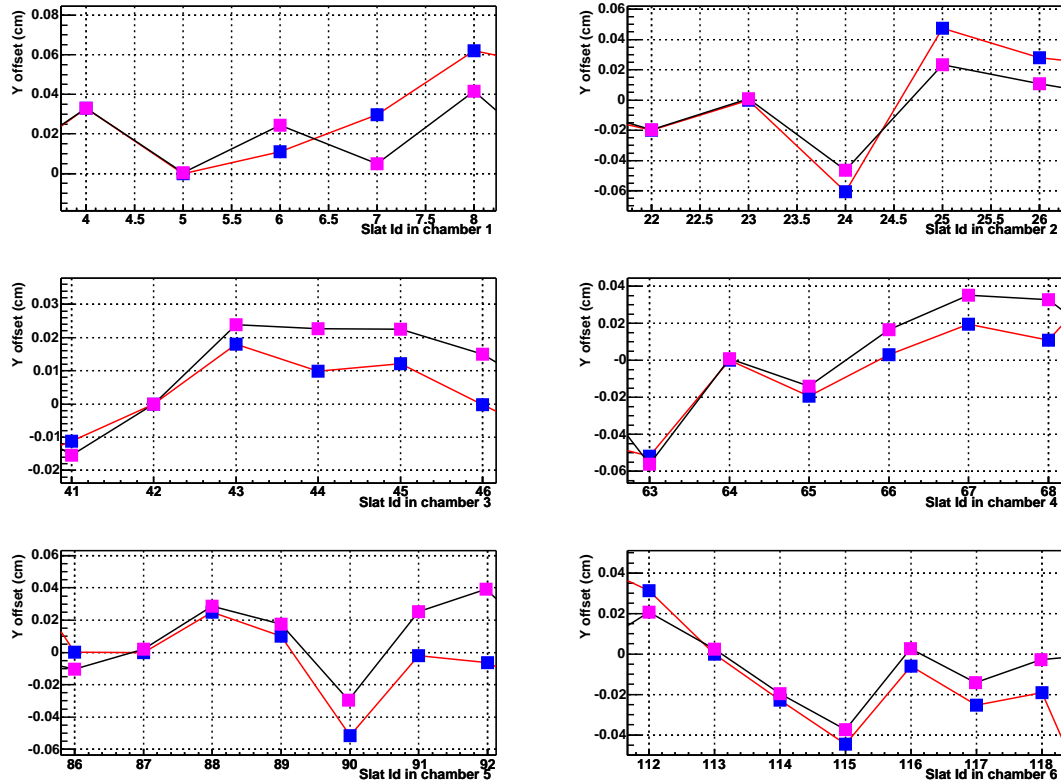 Y offset (cm)
0.08
0.06
0.04
0.02
0
4 4.5 5 5.5 6 6.5 7 7.5 8
Slat Id in chamber 1
Y offset (cm)
0.06
0.04
0.02
0
-0.02
-0.04
-0.06
22 22.5 23 23.5 24 24.5 25 25.5 26
Slat Id in chamber 2
Y offset (cm)
0.03
0.02
0.01
0
-0.01
-0.02
41 42 43 44 45 46
Slat Id in chamber 3
Y offset (cm)
0.04
0.02
-0
-0.02
-0.04
-0.06
63 64 65 66 67 68
Slat Id in chamber 4
Y offset (cm)
0.06
0.04
0.02
0
-0.02
-0.04
-0.06
86 87 88 89 90 91 92
Slat Id in chamber 5
Y offset (cm)
0.04
0.02
0
-0.02
-0.04
112 113 114 115 116 117 118
Slat Id in chamber 6